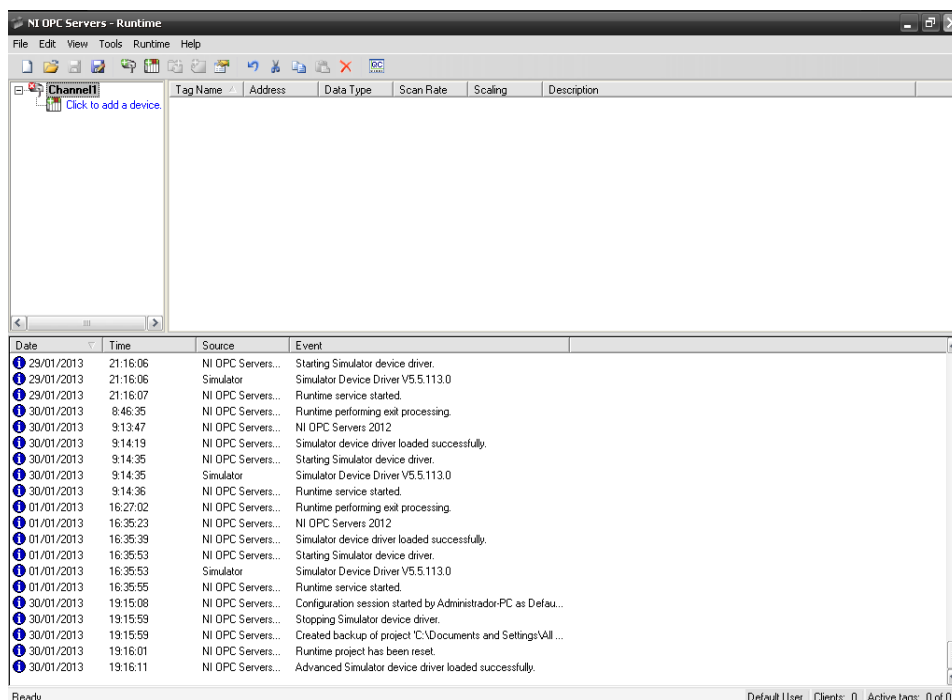 NI OPC Servers - Runtime
File Edit View Tools Runtime Help
Channel1
Click to add a device.
Tag Name Address Data Type Scan Rate Scaling Description
Date Time Source Event
29/01/2013 21:16:06 NI OPC Servers... Starting Simulator device driver.
29/01/2013 21:16:06 Simulator Simulator Device Driver V5.5.113.0
29/01/2013 21:16:07 NI OPC Servers... Runtime service started.
30/01/2013 8:46:35 NI OPC Servers... Runtime performing exit processing.
30/01/2013 9:13:47 NI OPC Servers... NI OPC Servers 2012
30/01/2013 9:14:19 NI OPC Servers... Simulator device driver loaded successfully.
30/01/2013 9:14:35 NI OPC Servers... Starting Simulator device driver.
30/01/2013 9:14:35 Simulator Simulator Device Driver V5.5.113.0
30/01/2013 9:14:36 NI OPC Servers... Runtime service started.
01/01/2013 16:27:02 NI OPC Servers... Runtime performing exit processing.
01/01/2013 16:35:23 NI OPC Servers... NI OPC Servers 2012
01/01/2013 16:35:39 NI OPC Servers... Simulator device driver loaded successfully.
01/01/2013 16:35:53 NI OPC Servers... Starting Simulator device driver.
01/01/2013 16:35:53 Simulator Simulator Device Driver V5.5.113.0
01/01/2013 16:35:55 NI OPC Servers... Runtime service started.
30/01/2013 19:15:08 NI OPC Servers... Configuration session started by Administrador-PC as Defau...
30/01/2013 19:15:59 NI OPC Servers... Stopping Simulator device driver.
30/01/2013 19:15:59 NI OPC Servers... Created backup of project 'C:\Documents and Settings\All ...
30/01/2013 19:16:01 NI OPC Servers... Runtime project has been reset.
30/01/2013 19:16:11 NI OPC Servers... Advanced Simulator device driver loaded successfully.
Ready Default User Clients: 0 Active tags: 0 of 0